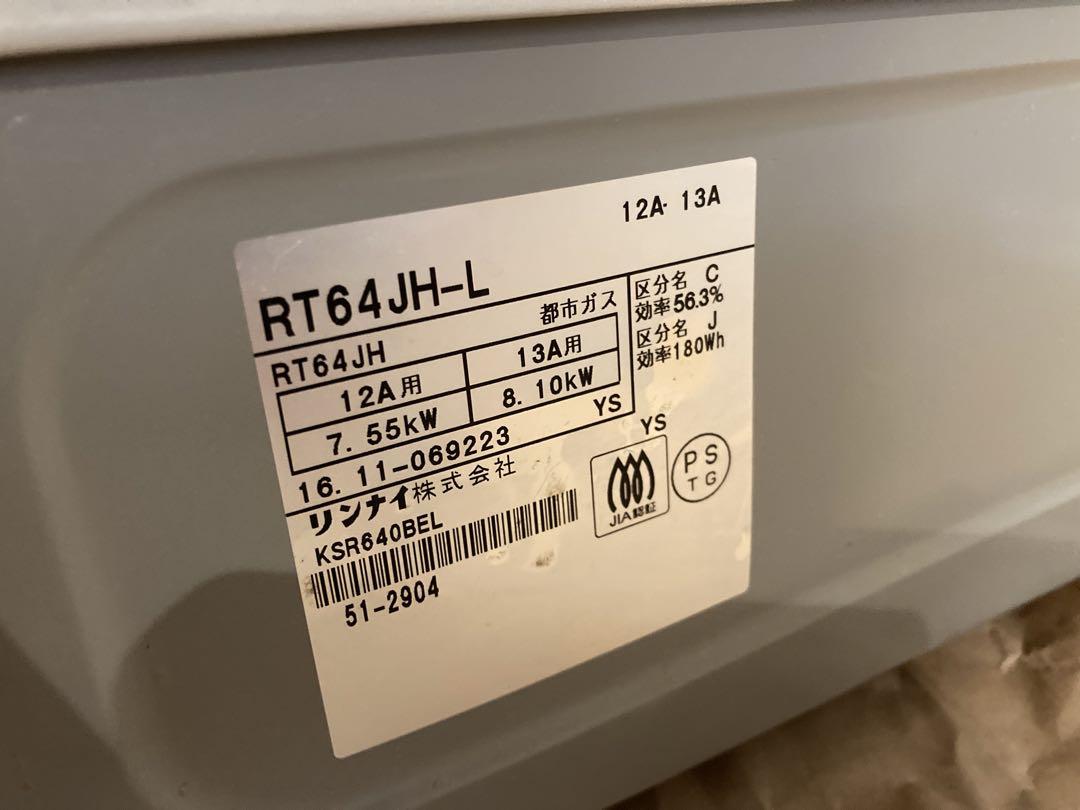 12A・13A
RT64JH-L
RT64JH
都市ガス
12A用 13A用
7.55kW 8.10kW
16.11-069223 YS
区分名 C
効率56.3%
区分名 J
効率180Wh
リンナイ株式会社
YS
KSR640BEL
51-2904
JIA認証
PS
TG